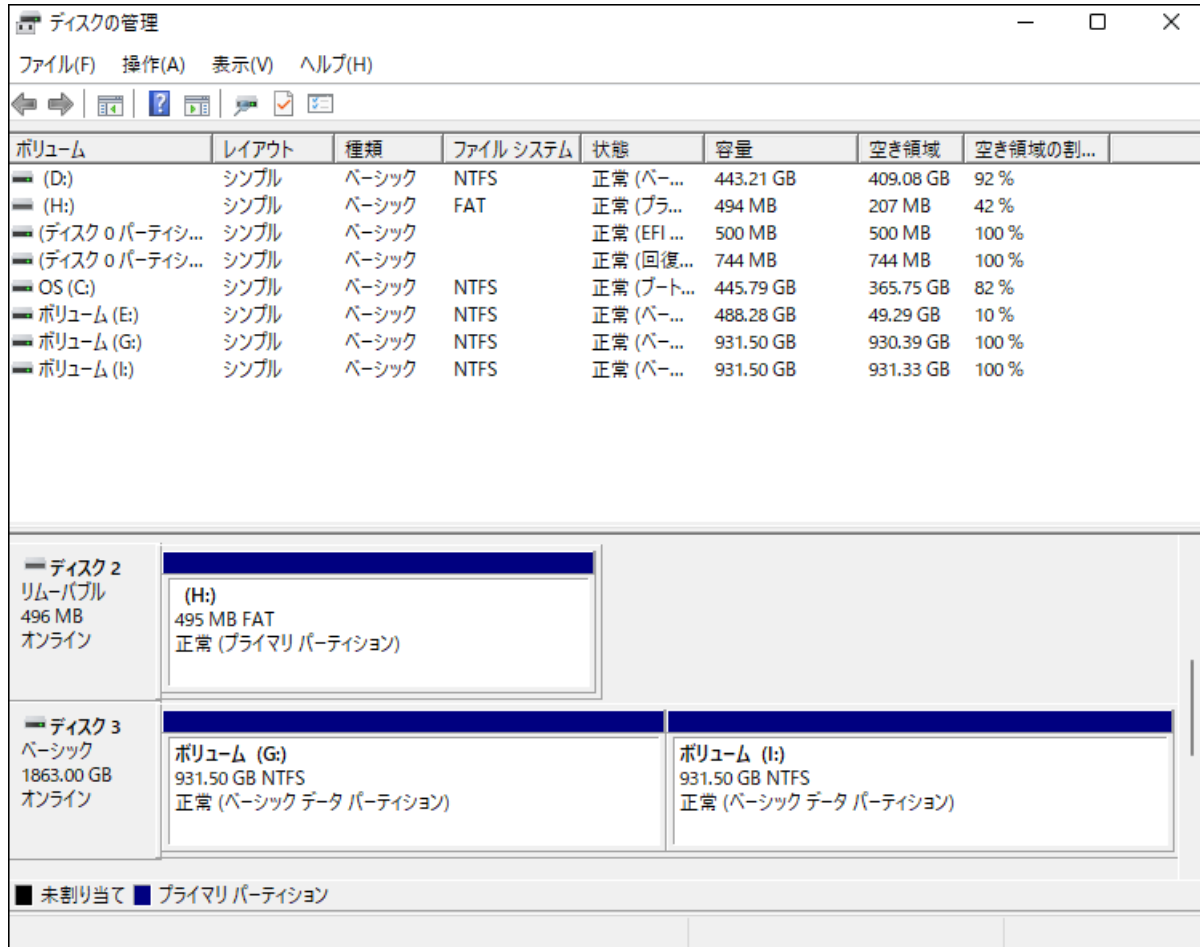 ディスクの管理
ファイル(F) 操作(A) 表示(V) ヘルプ(H)
ボリューム レイアウト 種類 ファイル システム 状態 容量 空き領域 空き領域の割...
(D:) シンプル ベーシック NTFS 正常 (ベー... 443.21 GB 409.08 GB 92 %
(H:) シンプル ベーシック FAT 正常 (プラ... 494 MB 207 MB 42 %
(ディスク 0 パーティシ... シンプル ベーシック 正常 (EFI ... 500 MB 500 MB 100 %
(ディスク 0 パーティシ... シンプル ベーシック 正常 (回復... 744 MB 744 MB 100 %
OS (C:) シンプル ベーシック NTFS 正常 (ブート... 445.79 GB 365.75 GB 82 %
ボリューム (E:) シンプル ベーシック NTFS 正常 (ベー... 488.28 GB 49.29 GB 10 %
ボリューム (G:) シンプル ベーシック NTFS 正常 (ベー... 931.50 GB 930.39 GB 100 %
ボリューム (I:) シンプル ベーシック NTFS 正常 (ベー... 931.50 GB 931.33 GB 100 %
ディスク 2
リムーバブル
496 MB
オンライン
(H:)
495 MB FAT
正常 (プライマリ パーティション)
ディスク 3
ベーシック
1863.00 GB
オンライン
ボリューム (G:)
931.50 GB NTFS
正常 (ベーシック データ パーティション)
ボリューム (I:)
931.50 GB NTFS
正常 (ベーシック データ パーティション)
未割り当て プライマリ パーティション